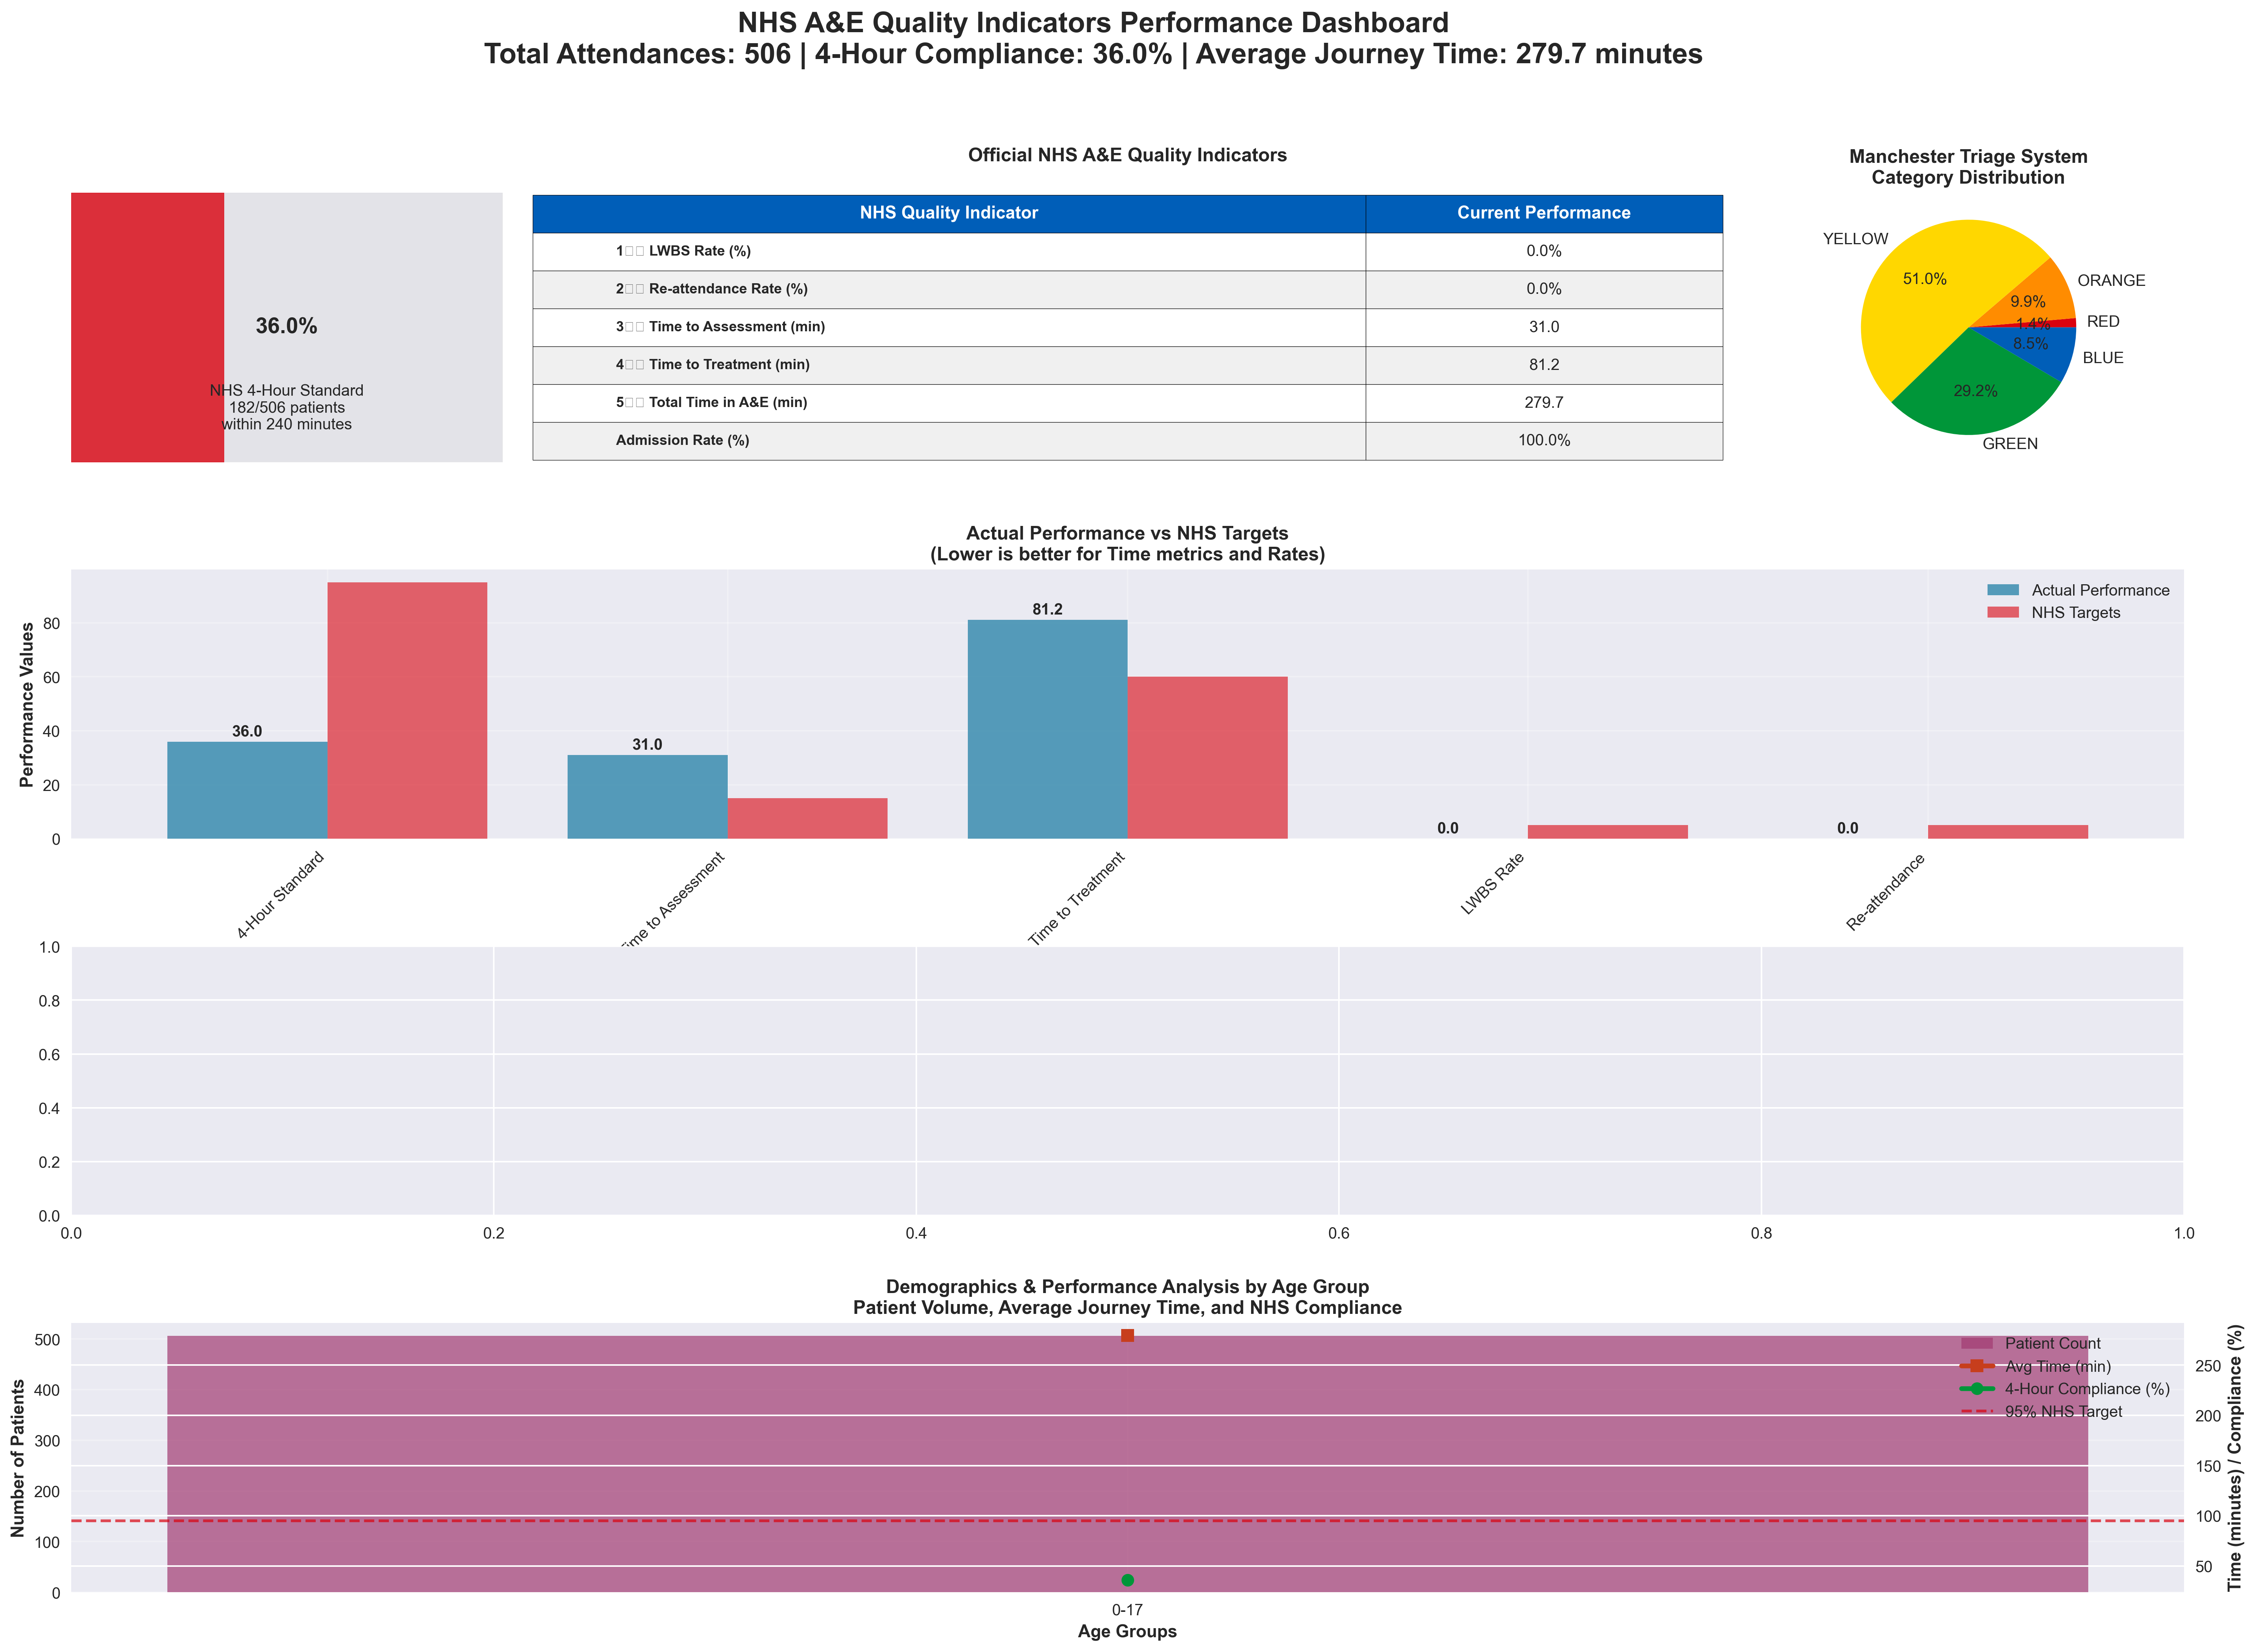 NHS A&E Quality Indicators Performance Dashboard
Total Attendances: 506 | 4-Hour Compliance: 36.0% | Average Journey Time: 279.7 minutes
36.0%
NHS 4-Hour Standard
182/506 patients
within 240 minutes
Official NHS A&E Quality Indicators
NHS Quality Indicator Current Performance
1□□ LWBS Rate (%) 0.0%
2□□ Re-attendance Rate (%) 0.0%
3□□ Time to Assessment (min) 31.0
4□□ Time to Treatment (min) 81.2
5□□ Total Time in A&E (min) 279.7
Admission Rate (%) 100.0%
Manchester Triage System
Category Distribution
YELLOW
51.0%
ORANGE
9.9%
RED
1.4%
BLUE
8.5%
GREEN
29.2%
Actual Performance vs NHS Targets
(Lower is better for Time metrics and Rates)
Performance Values
80
60
40
20
0
36.0
31.0
81.2
0.0
0.0
Actual Performance
NHS Targets
4-Hour Standard
Time to Assessment
Time to Treatment
LWBS Rate
Re-attendance
1.0
0.8
0.6
0.4
0.2
0.0
0.0 0.2 0.4 0.6 0.8 1.0
Demographics & Performance Analysis by Age Group
Patient Volume, Average Journey Time, and NHS Compliance
Number of Patients
500
400
300
200
100
0
Patient Count
Avg Time (min)
4-Hour Compliance (%)
95% NHS Target
250
200
150
100
50
Time (minutes) / Compliance (%)
0-17
Age Groups